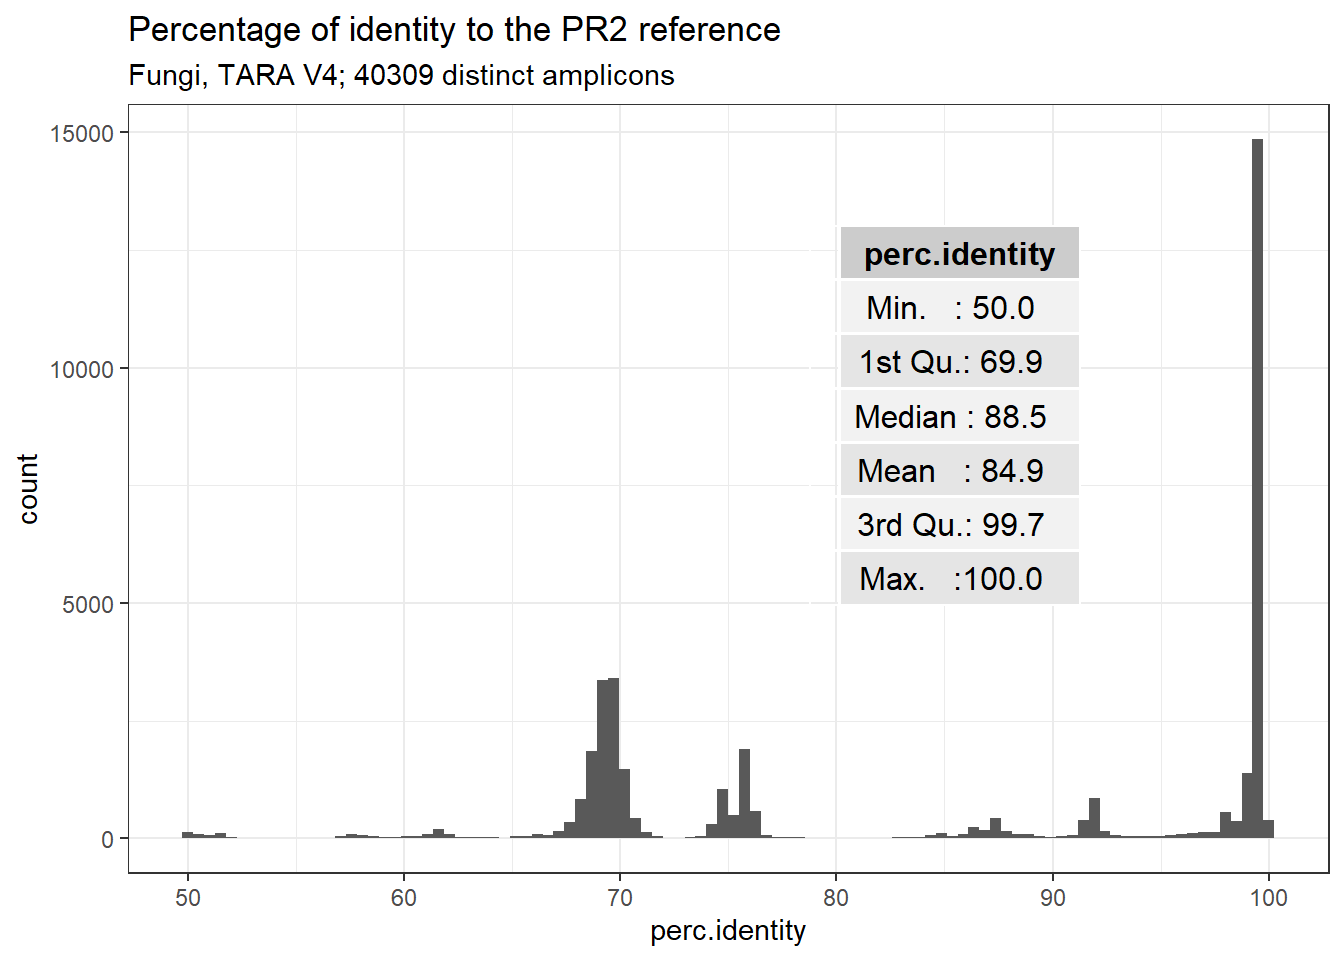 Percentage of identity to the PR2 reference
Fungi, TARA V4; 40309 distinct amplicons
15000
10000
5000
0
count
perc.identity
Min. : 50.0
1st Qu.: 69.9
Median : 88.5
Mean : 84.9
3rd Qu.: 99.7
Max. :100.0
50 60 70 80 90 100
perc.identity